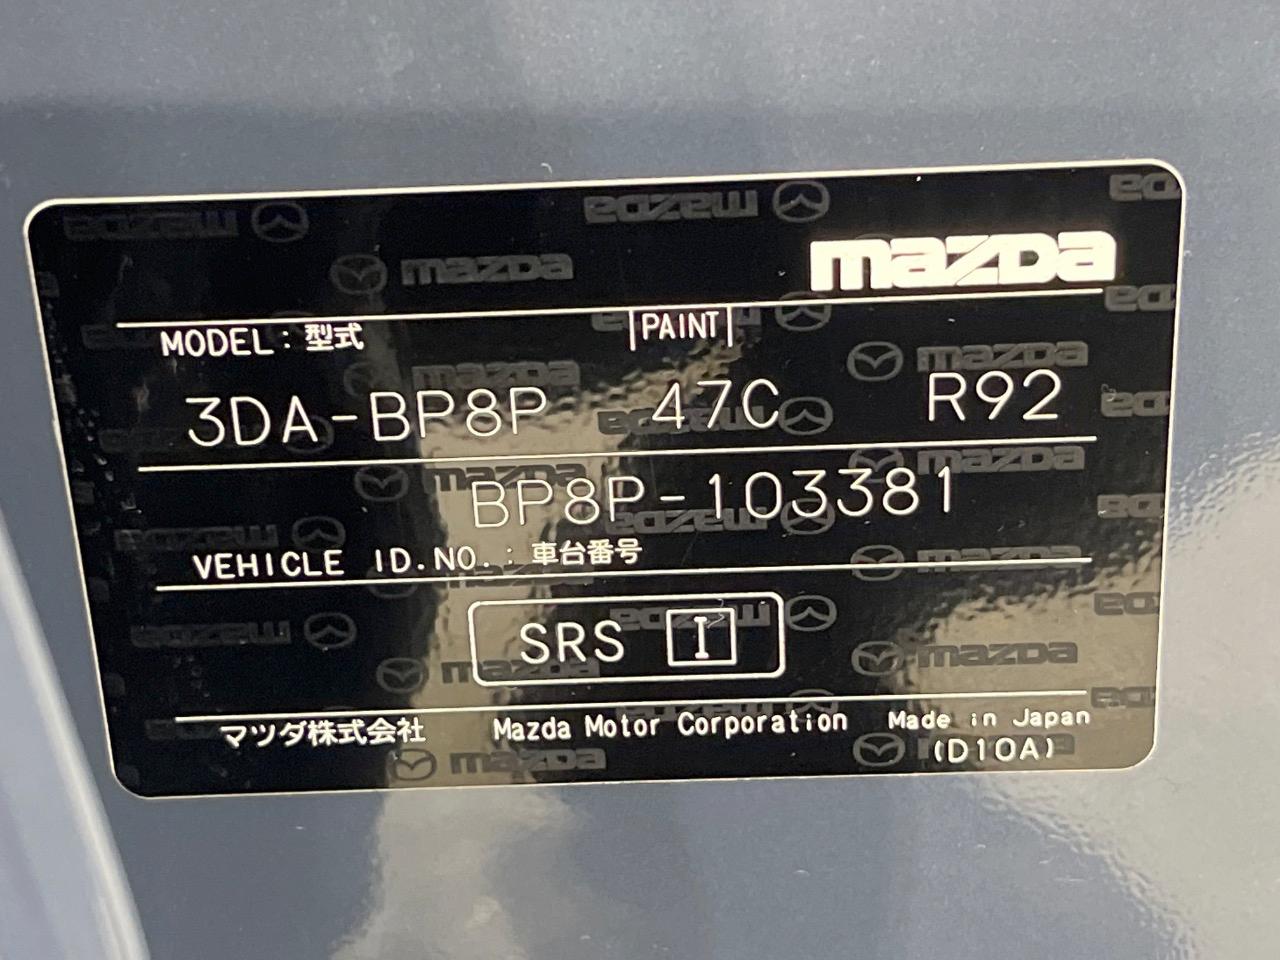 mazda
MODEL: 型式 PAINT
3DA-BP8P 47C R92
BP8P-103381
VEHICLE ID.NO.: 車台番号
SRS I
マツダ株式会社 Mazda Motor Corporation Made in Japan
(D10A)